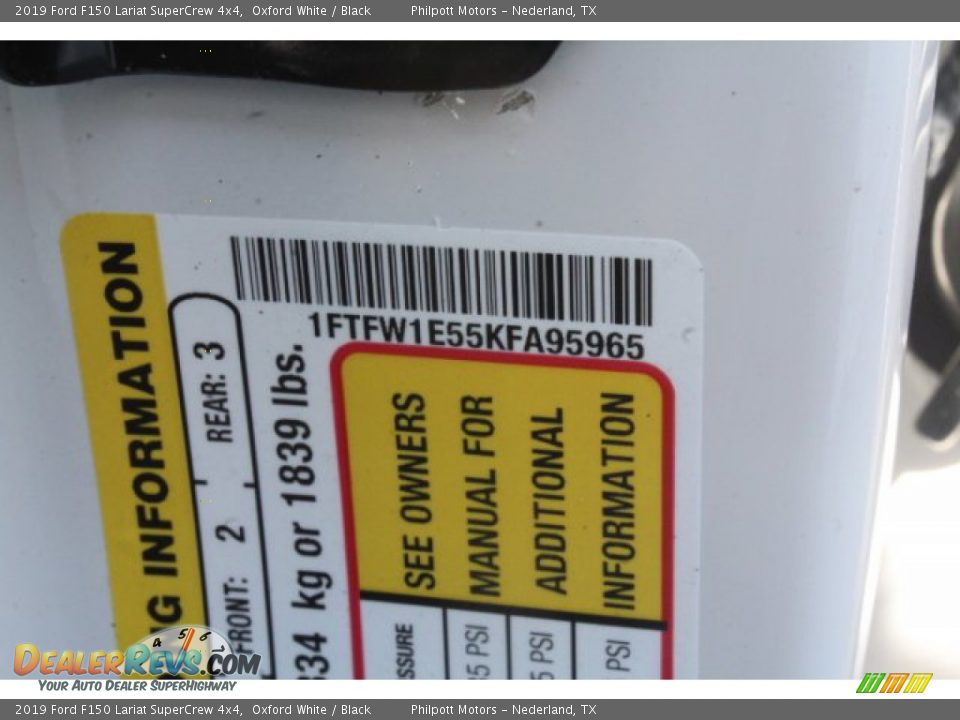 2019 Ford F150 Lariat SuperCrew 4x4, Oxford White / Black Philpott Motors - Nederland, TX
1FTFW1E55KFA95965
INFORMATION
FRONT: 2 REAR: 3
kg or 1839 lbs.
SEE OWNERS
MANUAL FOR
ADDITIONAL
INFORMATION
PSI
PSI
PSI
DEALERREVS.COM
YOUR AUTO DEALER SUPERHIGHWAY
2019 Ford F150 Lariat SuperCrew 4x4, Oxford White / Black Philpott Motors - Nederland, TX